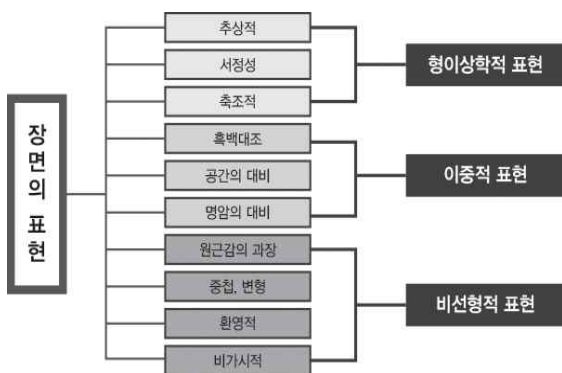 장면의 표현
추상적
서정성
축조적
흑백대조
공간의 대비
명암의 대비
원근감의 과장
중첩, 변형
환영적
비가시적
형이상학적 표현
이중적 표현
비선형적 표현